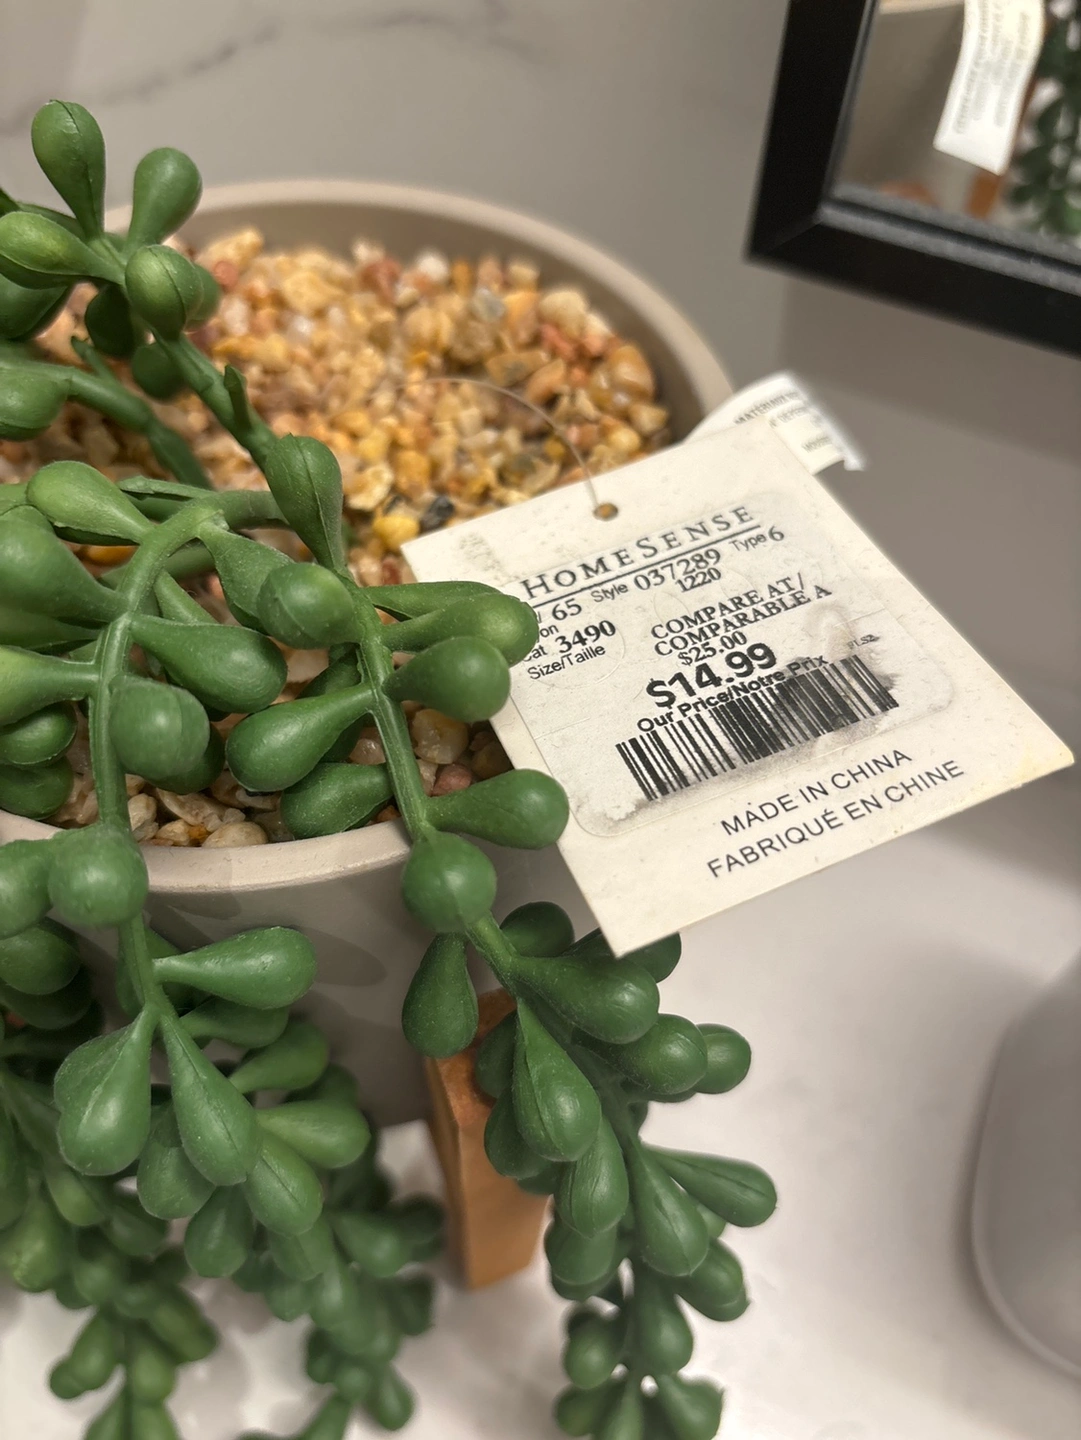 HOMESENSE
65 Style 037289 Type 6
1220
3490
Size/Taille
COMPARE AT/
COMPARABLE A
$25.00
$14.99
Our Price/Notre Prix
MADE IN CHINA
FABRIQUÉ EN CHINE